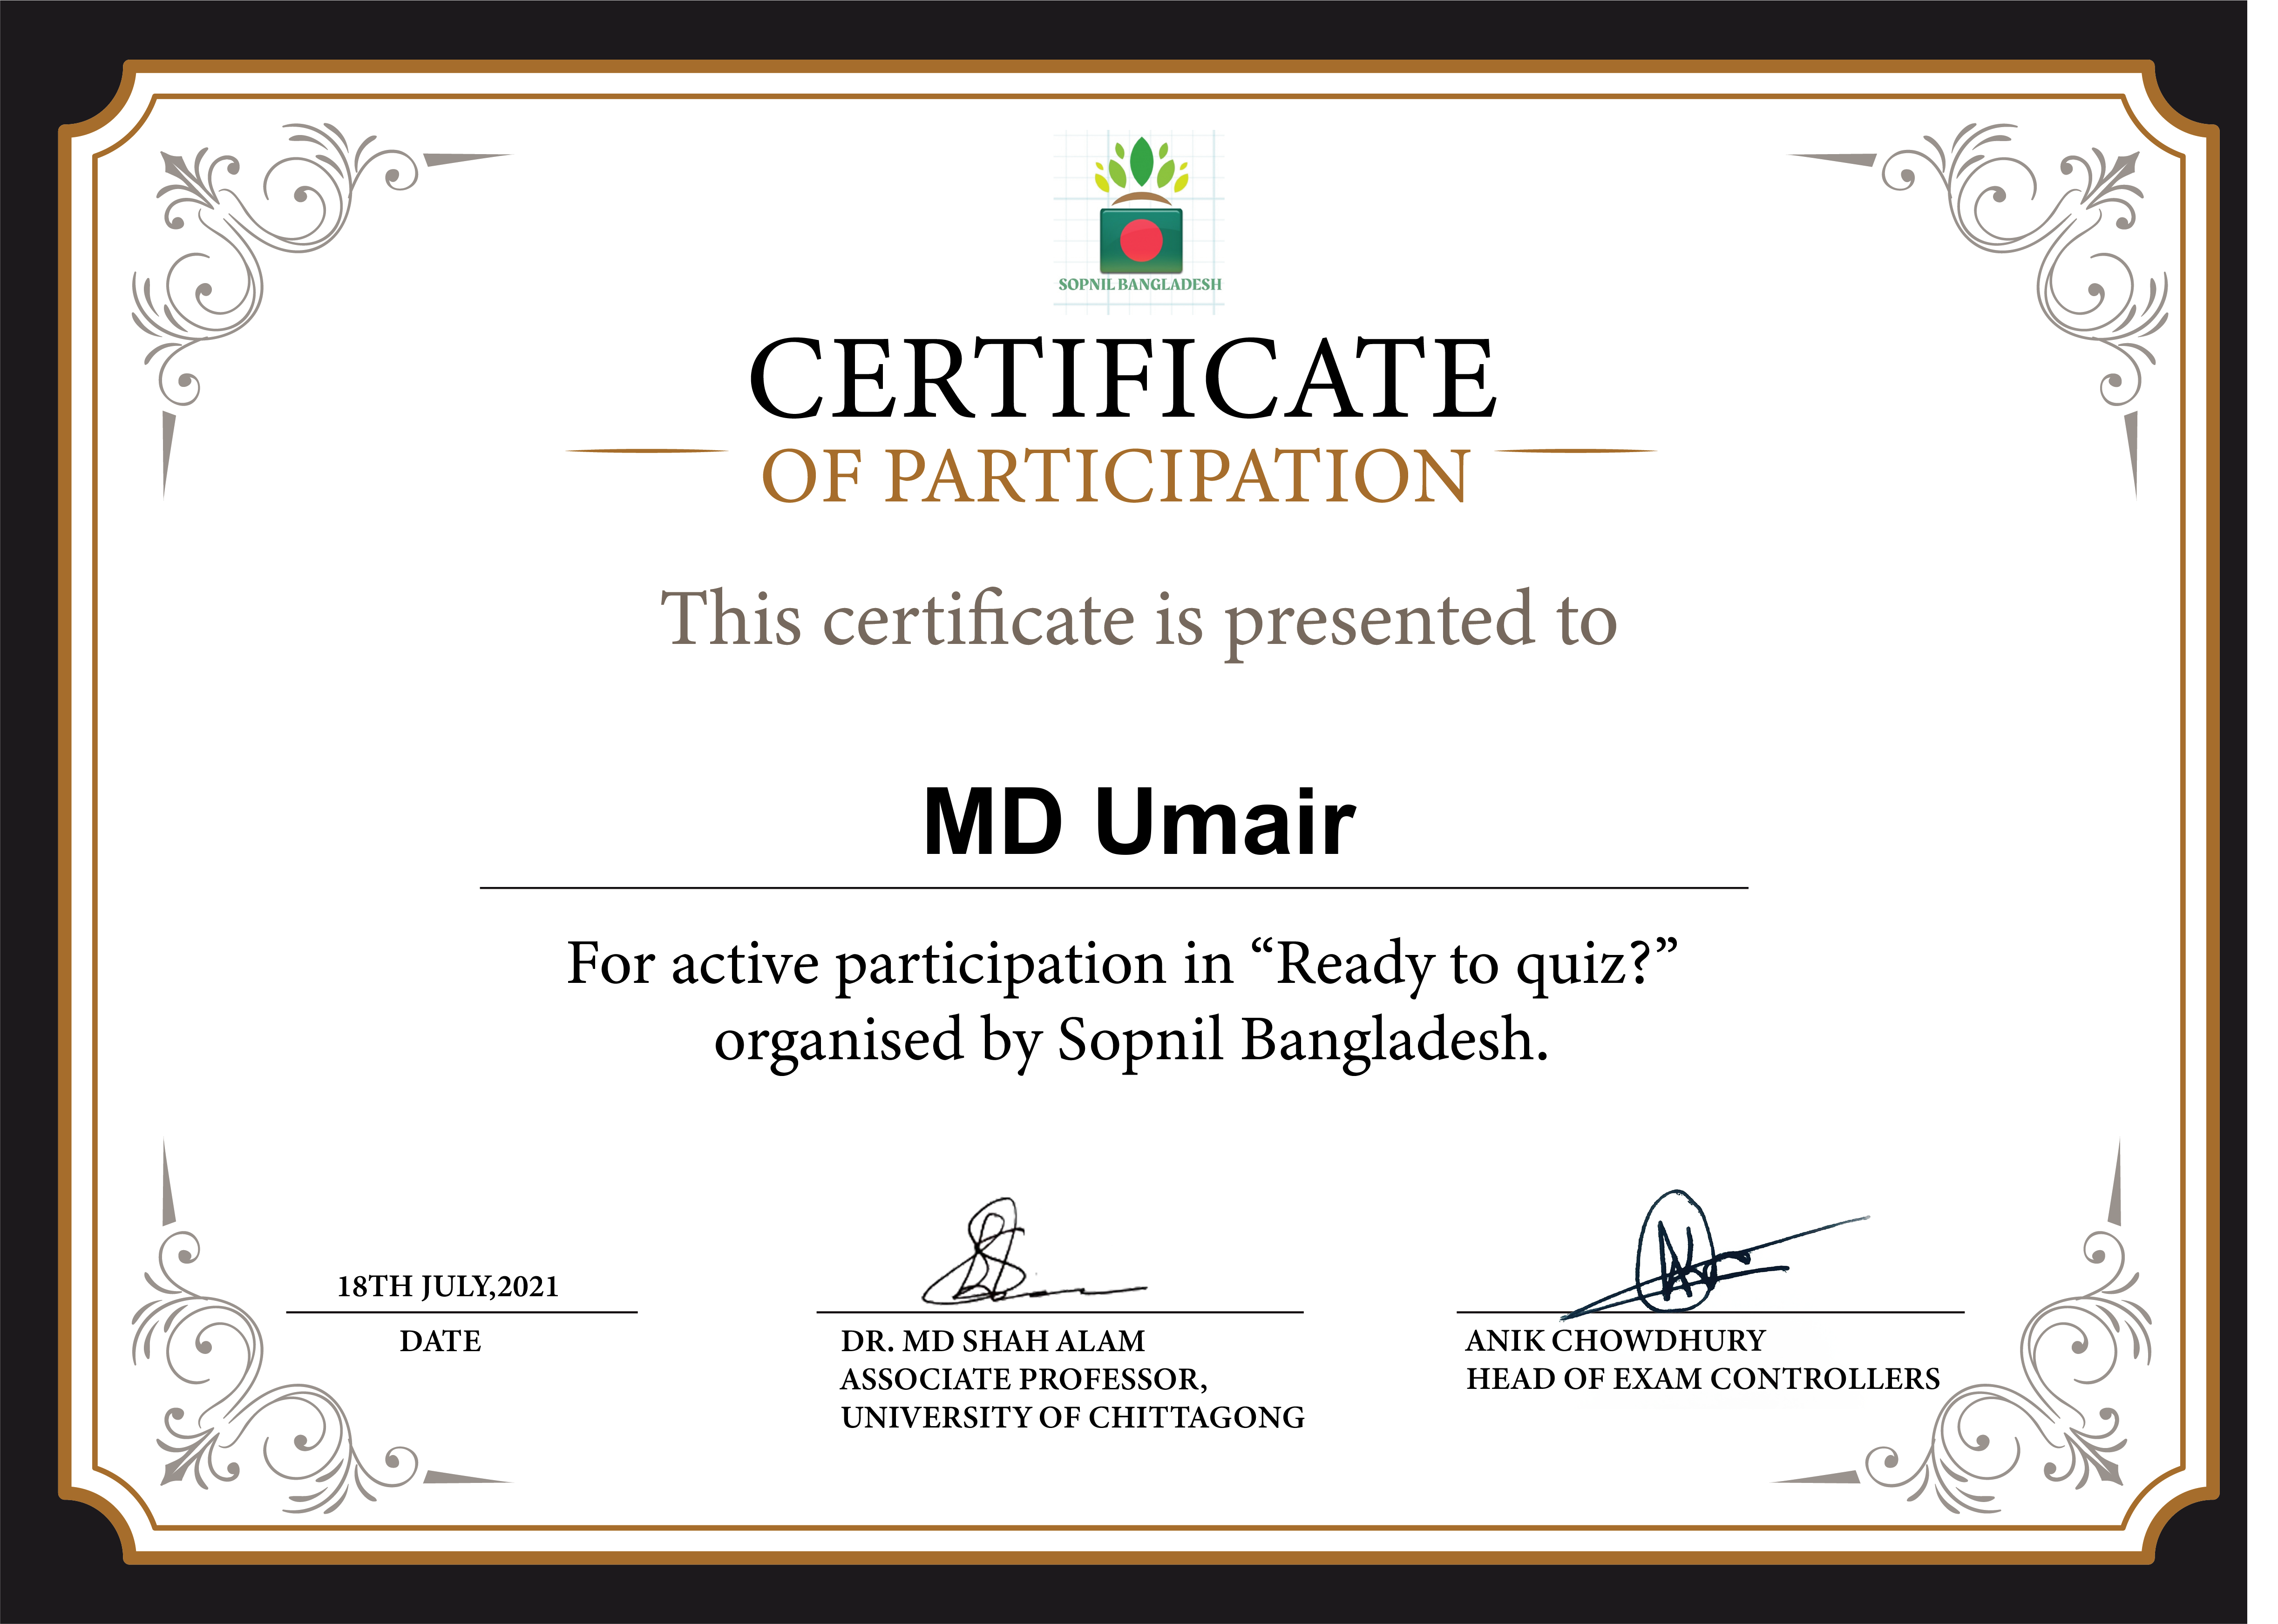 SOPNIL BANGLADESH
CERTIFICATE
OF PARTICIPATION
This certificate is presented to
MD Umair
For active participation in “Ready to quiz?”
organised by Sopnil Bangladesh.
18TH JULY,2021
DATE
DR. MD SHAH ALAM
ASSOCIATE PROFESSOR,
UNIVERSITY OF CHITTAGONG
ANIK CHOWDHURY
HEAD OF EXAM CONTROLLERS